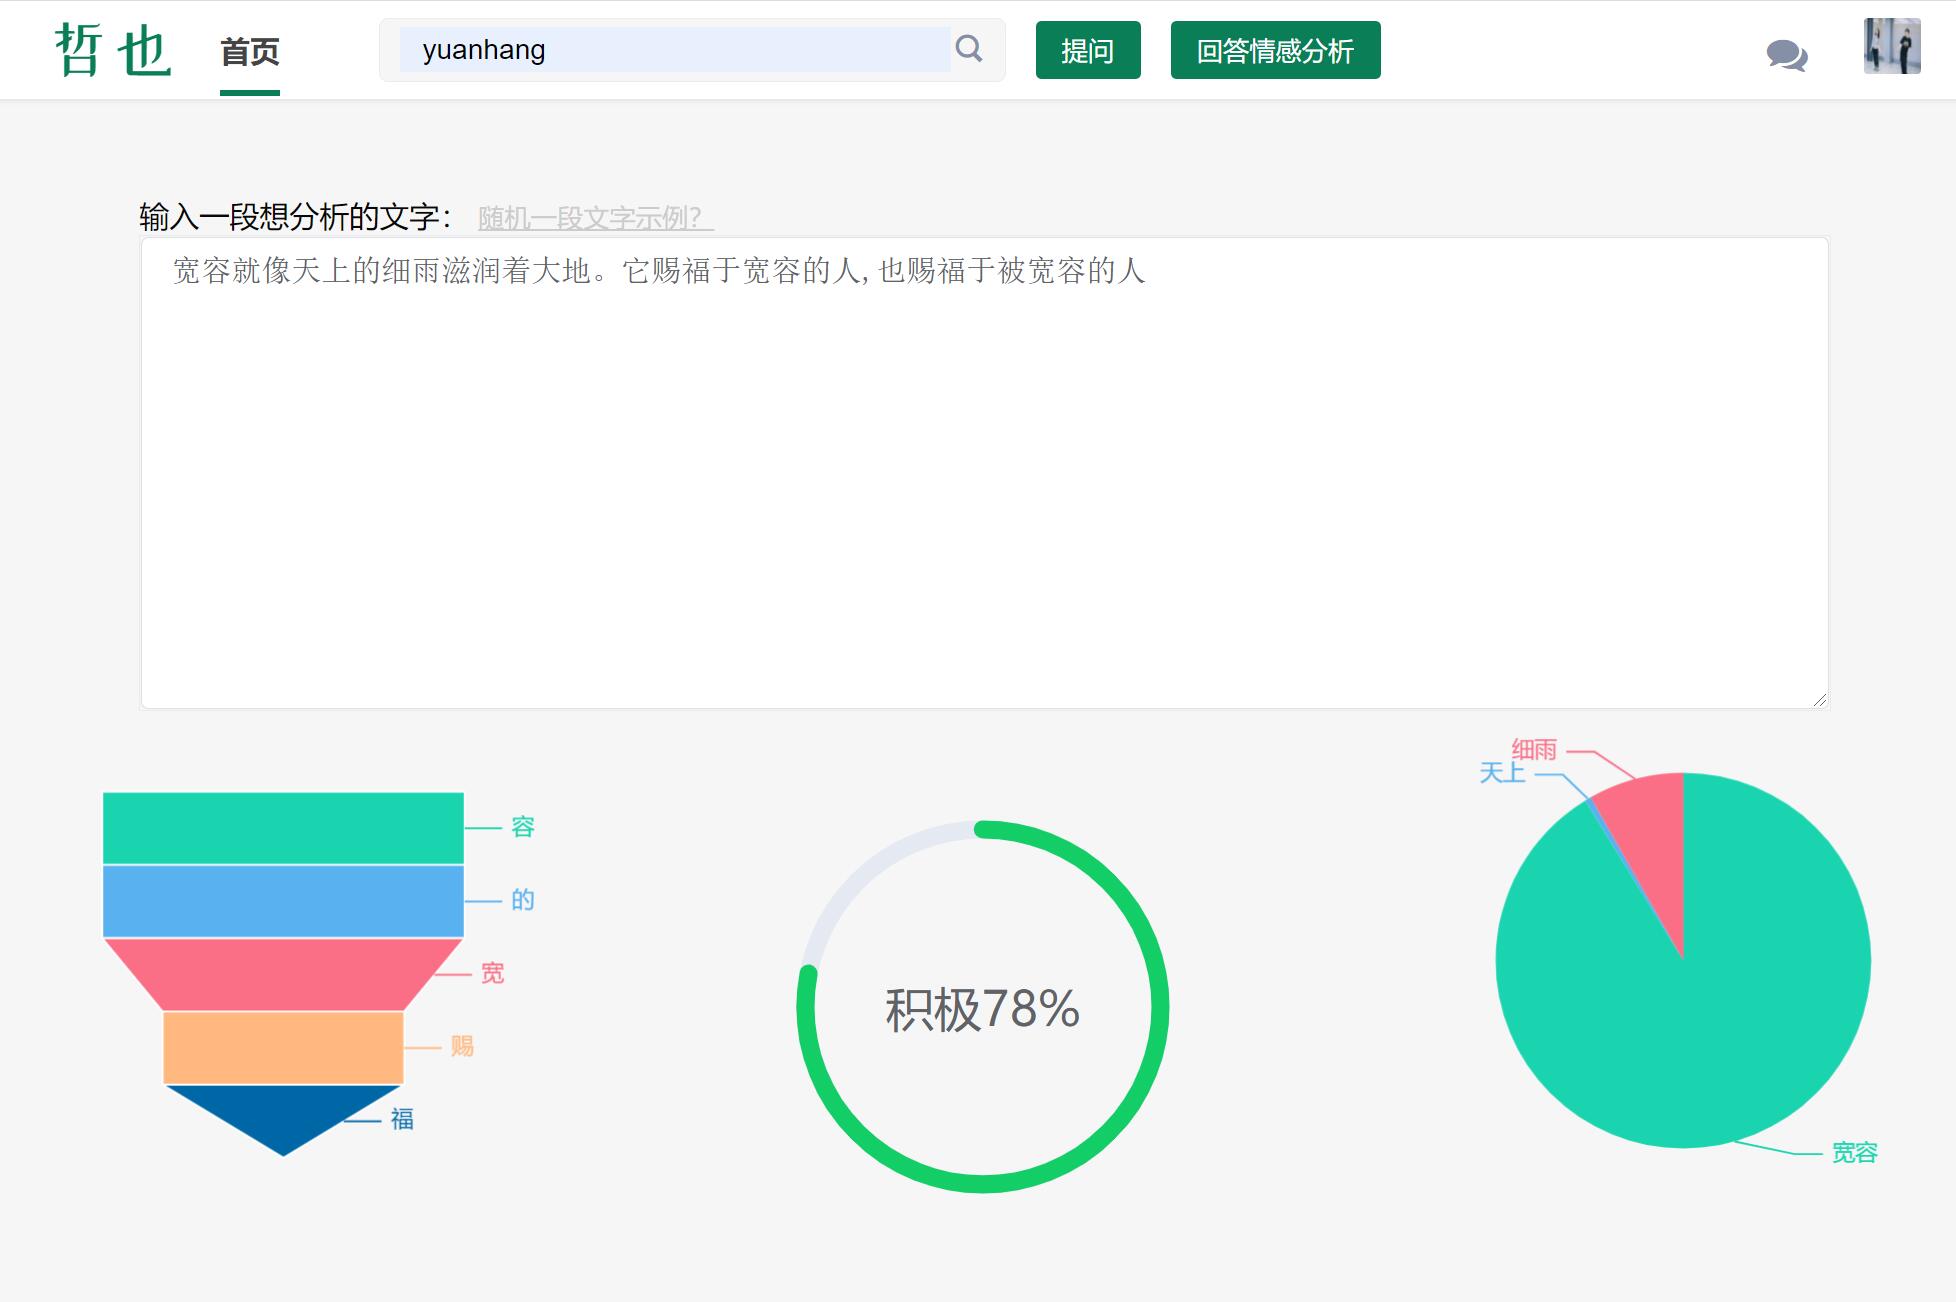 哲也
首页
yuanhang
提问
回答情感分析
输入一段想分析的文字： 随机一段文字示例？
宽容就像天上的细雨滋润着大地。它赐福于宽容的人, 也赐福于被宽容的人
容
的
宽
赐
福
积极78%
细雨
天上
宽容